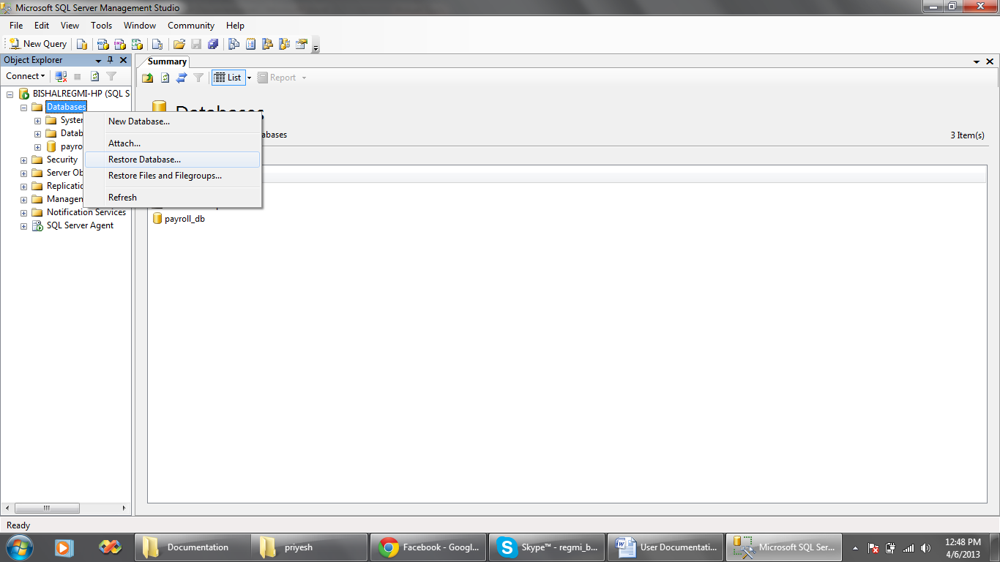 Microsoft SQL Server Management Studio
File Edit View Tools Window Community Help
New Query
Object Explorer
Connect
BISHALREGMI-HP (SQL S
Databases
Syster
Datab
payro
Security
Server Ob
Replicatio
Managen
Notification Services
SQL Server Agent
New Database...
Attach...
Restore Database...
Restore Files and Filegroups...
Refresh
Summary
List Report
Databases
abases
3 Item(s)
payroll_db
Ready
Documentation
priyesh
Facebook - Googl...
Skype™ - regmi_b...
User Documentati...
Microsoft SQL Ser...
12:48 PM
4/6/2013